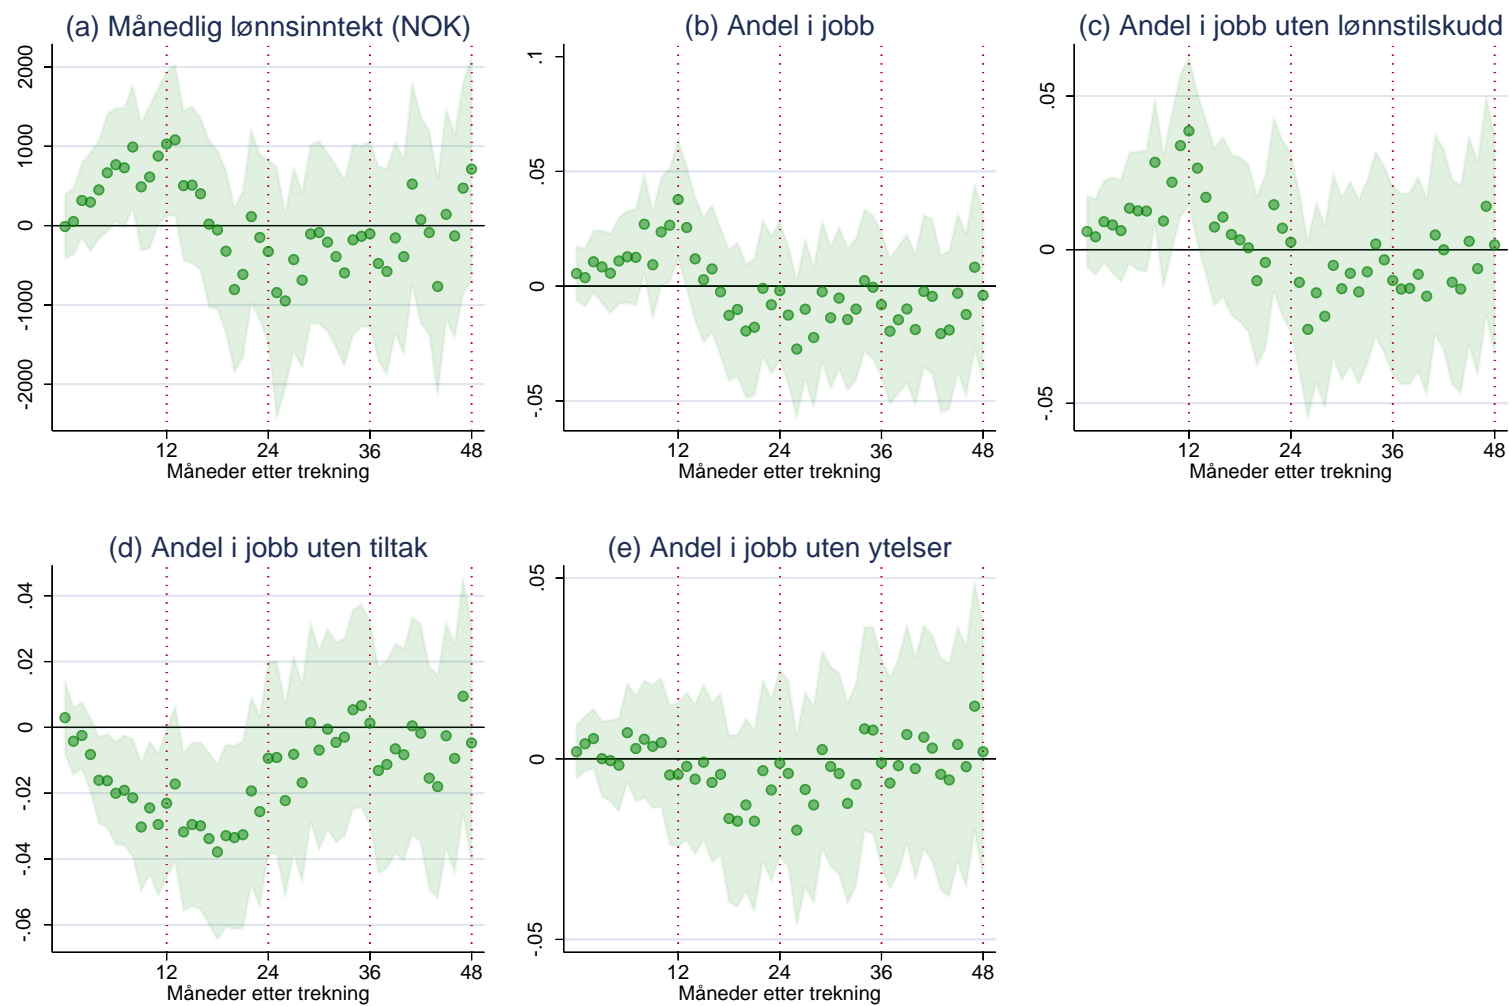 (a) Månedlig lønnsinntekt (NOK)
2000
1000
0
-1000
-2000
12 24 36 48
Måneder etter trekning
(b) Andel i jobb
.1
.05
0
-.05
12 24 36 48
Måneder etter trekning
(c) Andel i jobb uten lønnstilskudd
.05
0
-.05
12 24 36 48
Måneder etter trekning
(d) Andel i jobb uten tiltak
.04
.02
0
-.02
-.04
-.06
12 24 36 48
Måneder etter trekning
(e) Andel i jobb uten ytelser
.05
0
-.05
12 24 36 48
Måneder etter trekning